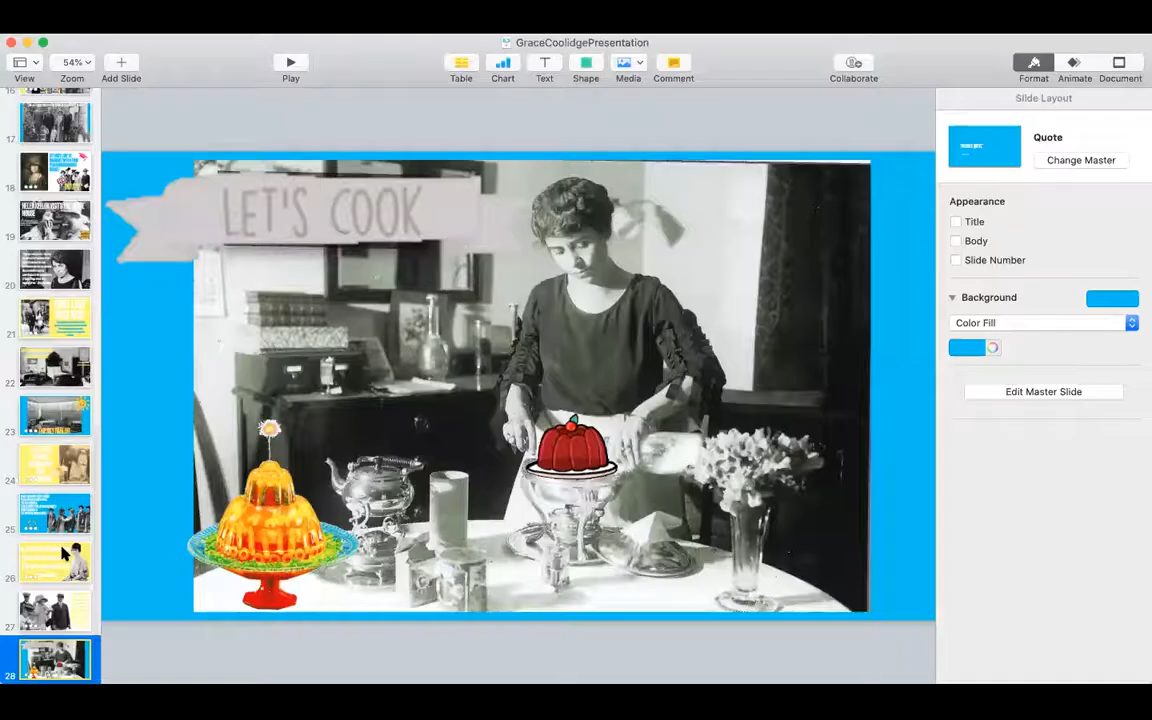 GraceCoolidgePresentation
View
54%
Zoom
Add Slide
Play
Table
Chart
Text
Shape
Media
Comment
Collaborate
Format
Animate
Document
Slide Layout
Quote
Change Master
Appearance
Title
Body
Slide Number
Background
Color Fill
Edit Master Slide
LET'S COOK
16
17
18
19
20
21
22
23
24
25
26
27
28